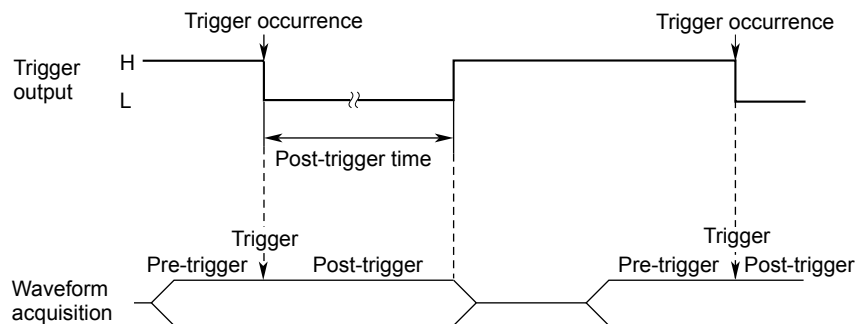 Trigger occurrence
Trigger occurrence
Trigger
output
H
L
Post-trigger time
Trigger
Trigger
Pre-trigger
Post-trigger
Pre-trigger
Post-trigger
Waveform
acquisition